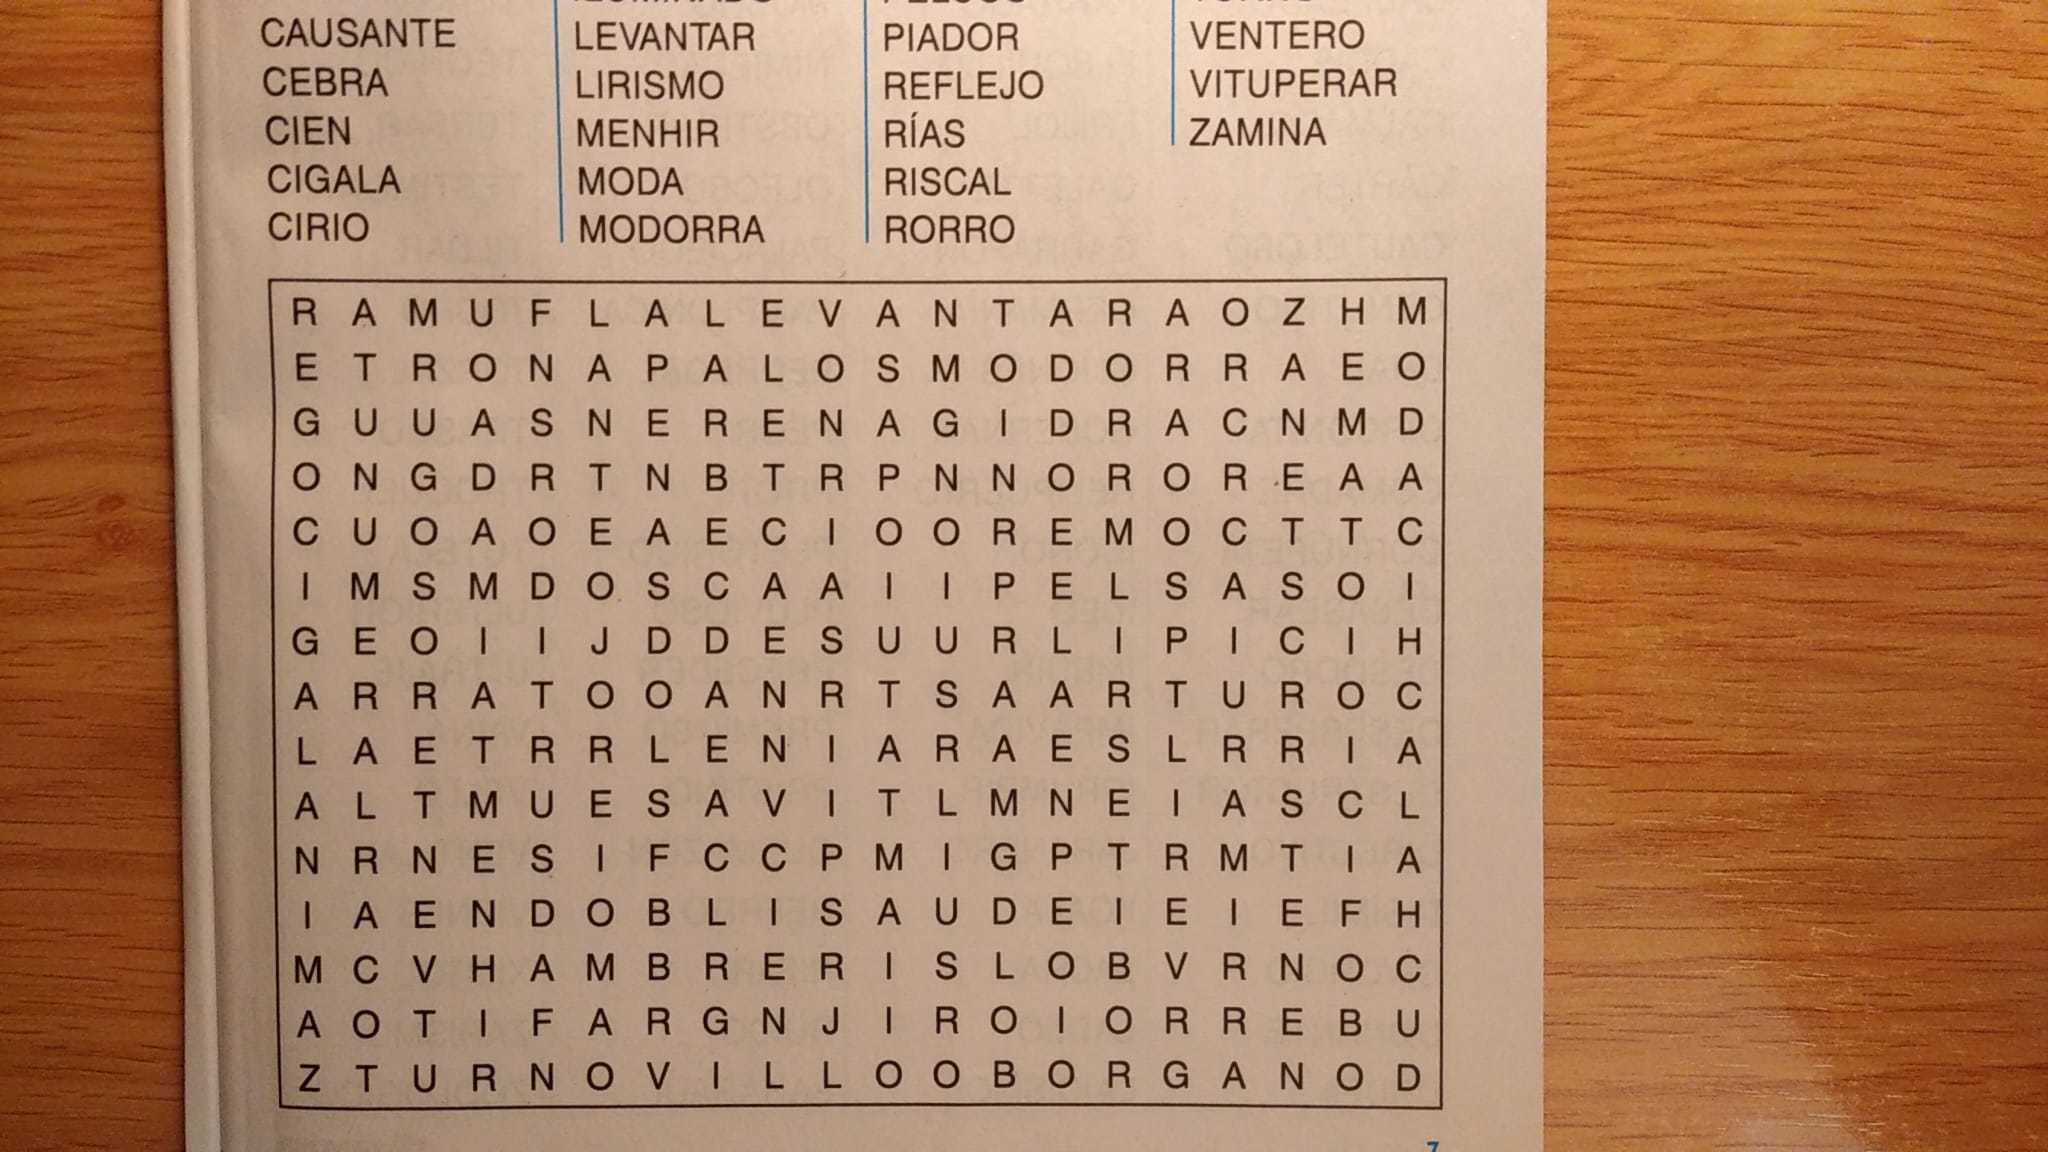 CAUSANTE LEVANTAR PIADOR VENTERO
CEBRA LIRISMO REFLEJO VITUPERAR
CIEN MENHIR RÍAS ZAMINA
CIGALA MODA RISCAL
CIRIO MODORRA RORRO
R A M U F L A L E V A N T A R A O Z H M
E T R O N A P A L O S M O D O R R A E O
G U U A S N E R E N A G I D R A C N M D
O N G D R T N B T R P N N O R O R E A A
C U O A O E A E C I O O R E M O C T T C
I M S M D O S C A A I I P E L S A S O I
G E O I I J D D E S U U R L I P I C I H
A R R A T O O A N R T S A A R T U R O C
L A E T R R L E N I A R A E S L R R I A
A L T M U E S A V I T L M N E I A S C L
N R N E S I F C C P M I G P T R M T I A
I A E N D O B L I S A U D E I E I E F H
M C V H A M B R E R I S L O B V R N O C
A O T I F A R G N J I R O I O R R E B U
Z T U R N O V I L L O O B O R G A N O D
7